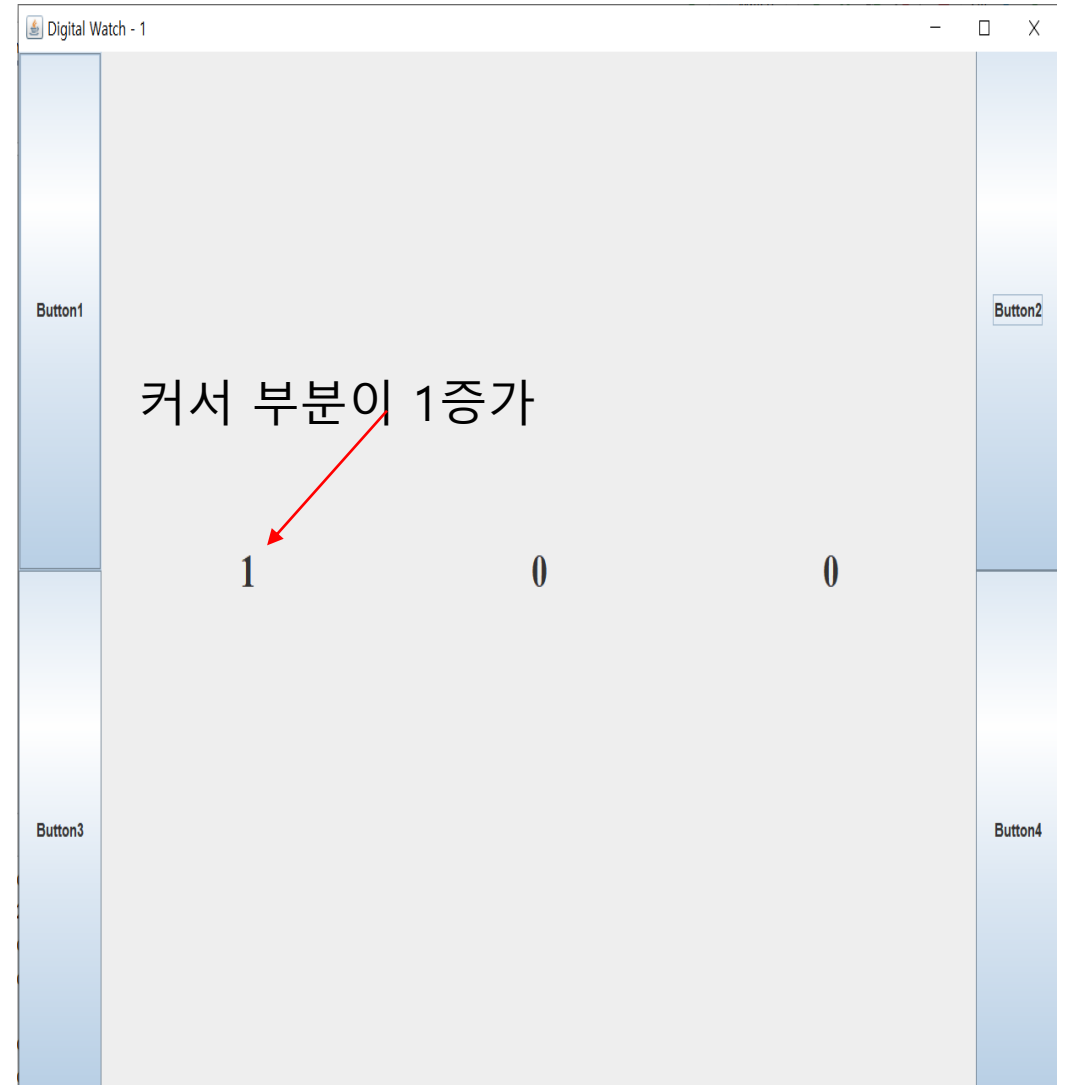 Digital Watch - 1
Button1
Button2
커서 부분이 1증가
1 0 0
Button3
Button4